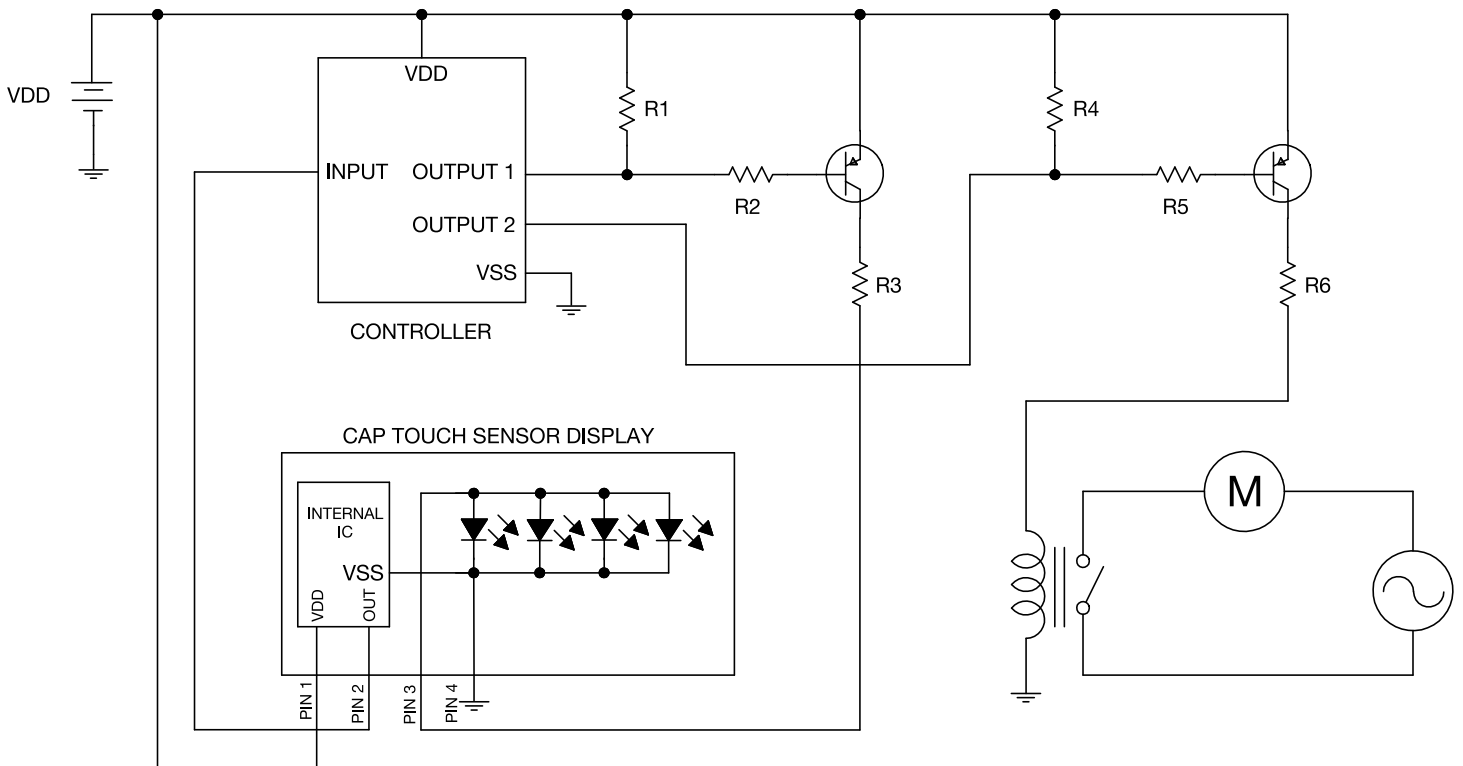 VDD
VDD
R1
R4
INPUT
OUTPUT 1
R2
R5
OUTPUT 2
VSS
R3
R6
CONTROLLER
CAP TOUCH SENSOR DISPLAY
INTERNAL
IC
M
VSS
VDD
OUT
PIN 1
PIN 2
PIN 3
PIN 4